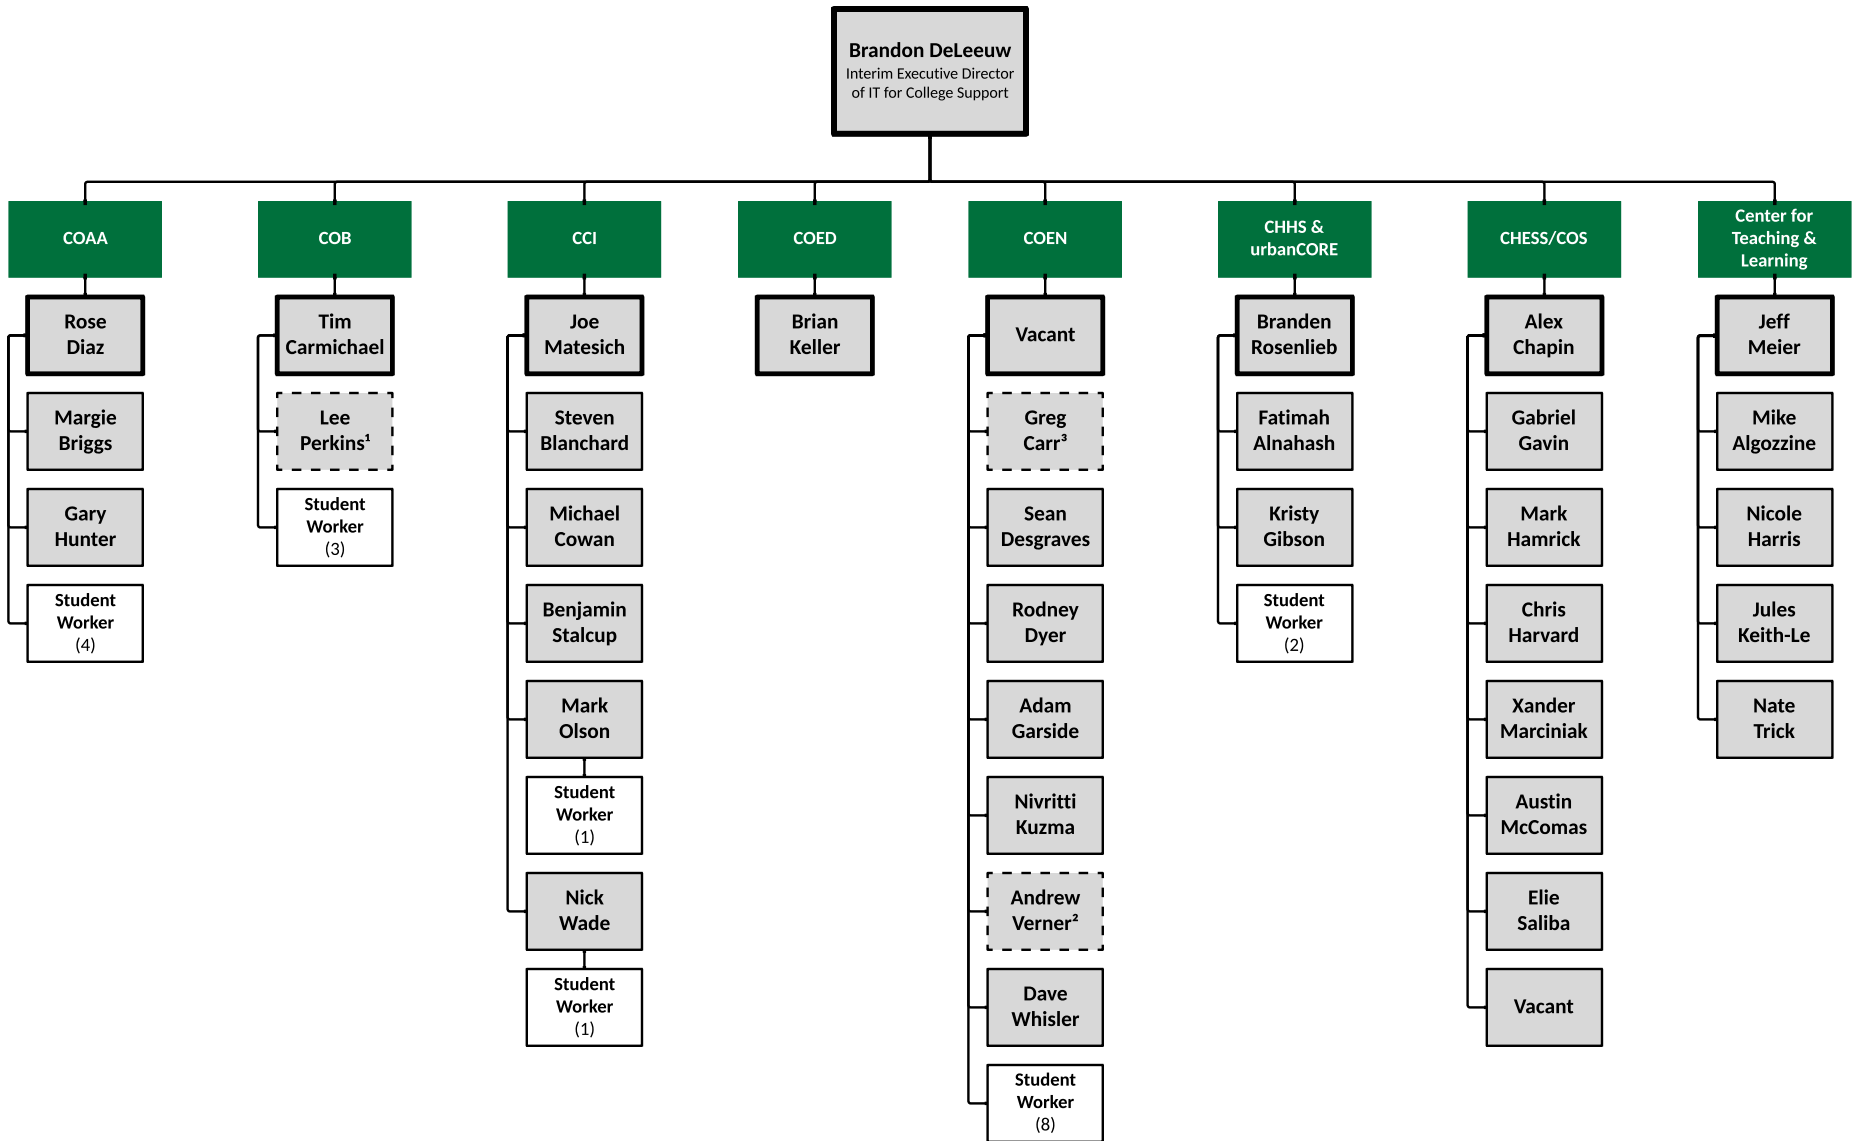 Brandon DeLeeuw
Interim Executive Director
of IT for College Support
COAA
Rose
Diaz
Margie
Briggs
Gary
Hunter
Student
Worker
(4)
COB
Tim
Carmichael
Lee
Perkins¹
Student
Worker
(3)
CCI
Joe
Matesich
Steven
Blanchard
Michael
Cowan
Benjamin
Stalcup
Mark
Olson
Student
Worker
(1)
Nick
Wade
Student
Worker
(1)
COED
Brian
Keller
COEN
Vacant
Greg
Carr³
Sean
Desgraves
Rodney
Dyer
Adam
Garside
Nivritti
Kuzma
Andrew
Verner²
Dave
Whisler
Student
Worker
(8)
CHHS &
urbanCORE
Branden
Rosenlieb
Fatimah
Alnahash
Kristy
Gibson
Student
Worker
(2)
CHESS/COS
Alex
Chapin
Gabriel
Gavin
Mark
Hamrick
Chris
Harvard
Xander
Marciniak
Austin
McComas
Elie
Saliba
Vacant
Center for
Teaching &
Learning
Jeff
Meier
Mike
Algozzine
Nicole
Harris
Jules
Keith-Le
Nate
Trick